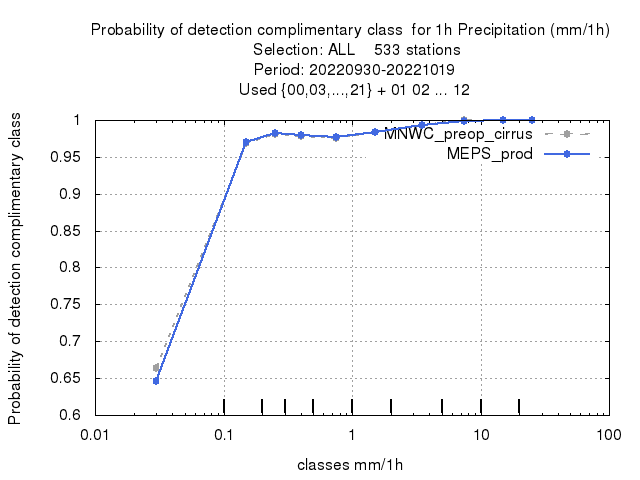 Probability of detection complimentary class  for 1h Precipitation (mm/1h)
Selection: ALL    533 stations
Period: 20220930-20221019
Used {00,03,...,21} + 01 02 ... 12
Probability of detection complimentary class
1
0.95
0.9
0.85
0.8
0.75
0.7
0.65
0.6
MNWC_preop_cirrus
MEPS_prod
0.01
0.1
1
10
100
classes mm/1h